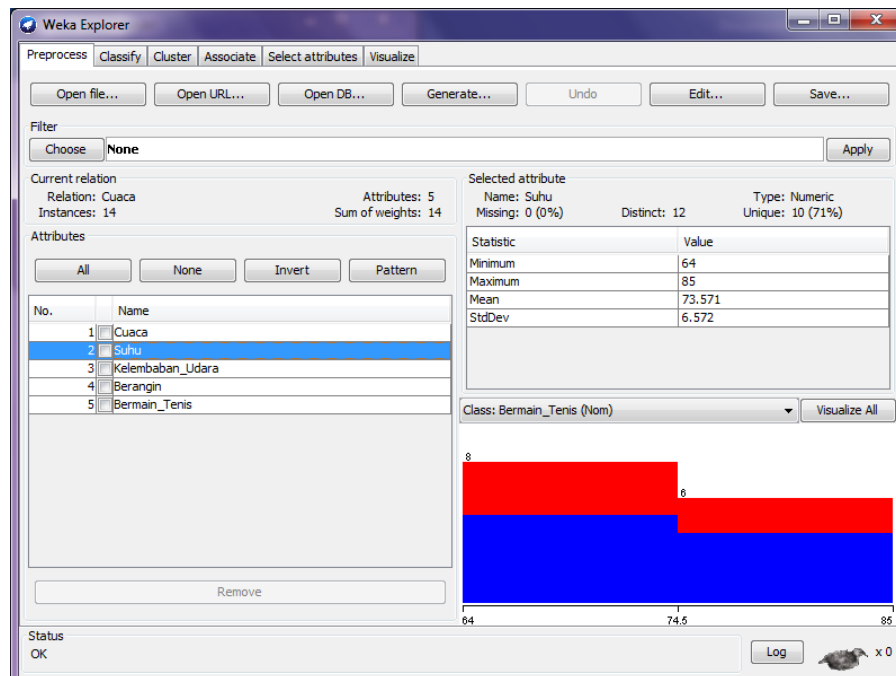 Weka Explorer
Preprocess Classify Cluster Associate Select attributes Visualize
Open file... Open URL... Open DB... Generate... Undo Edit... Save...
Filter
Choose None Apply
Current relation
Relation: Cuaca Attributes: 5
Instances: 14 Sum of weights: 14
Attributes
All None Invert Pattern
No. Name
1 Cuaca
2 Suhu
3 Kelembaban_Udara
4 Berangin
5 Bermain_Tenis
Remove
Selected attribute
Name: Suhu Type: Numeric
Missing: 0 (0%) Distinct: 12 Unique: 10 (71%)
Statistic Value
Minimum 64
Maximum 85
Mean 73.571
StdDev 6.572
Class: Bermain_Tenis (Nom) Visualize All
8
6
64 74.5 85
Status
OK
Log x 0